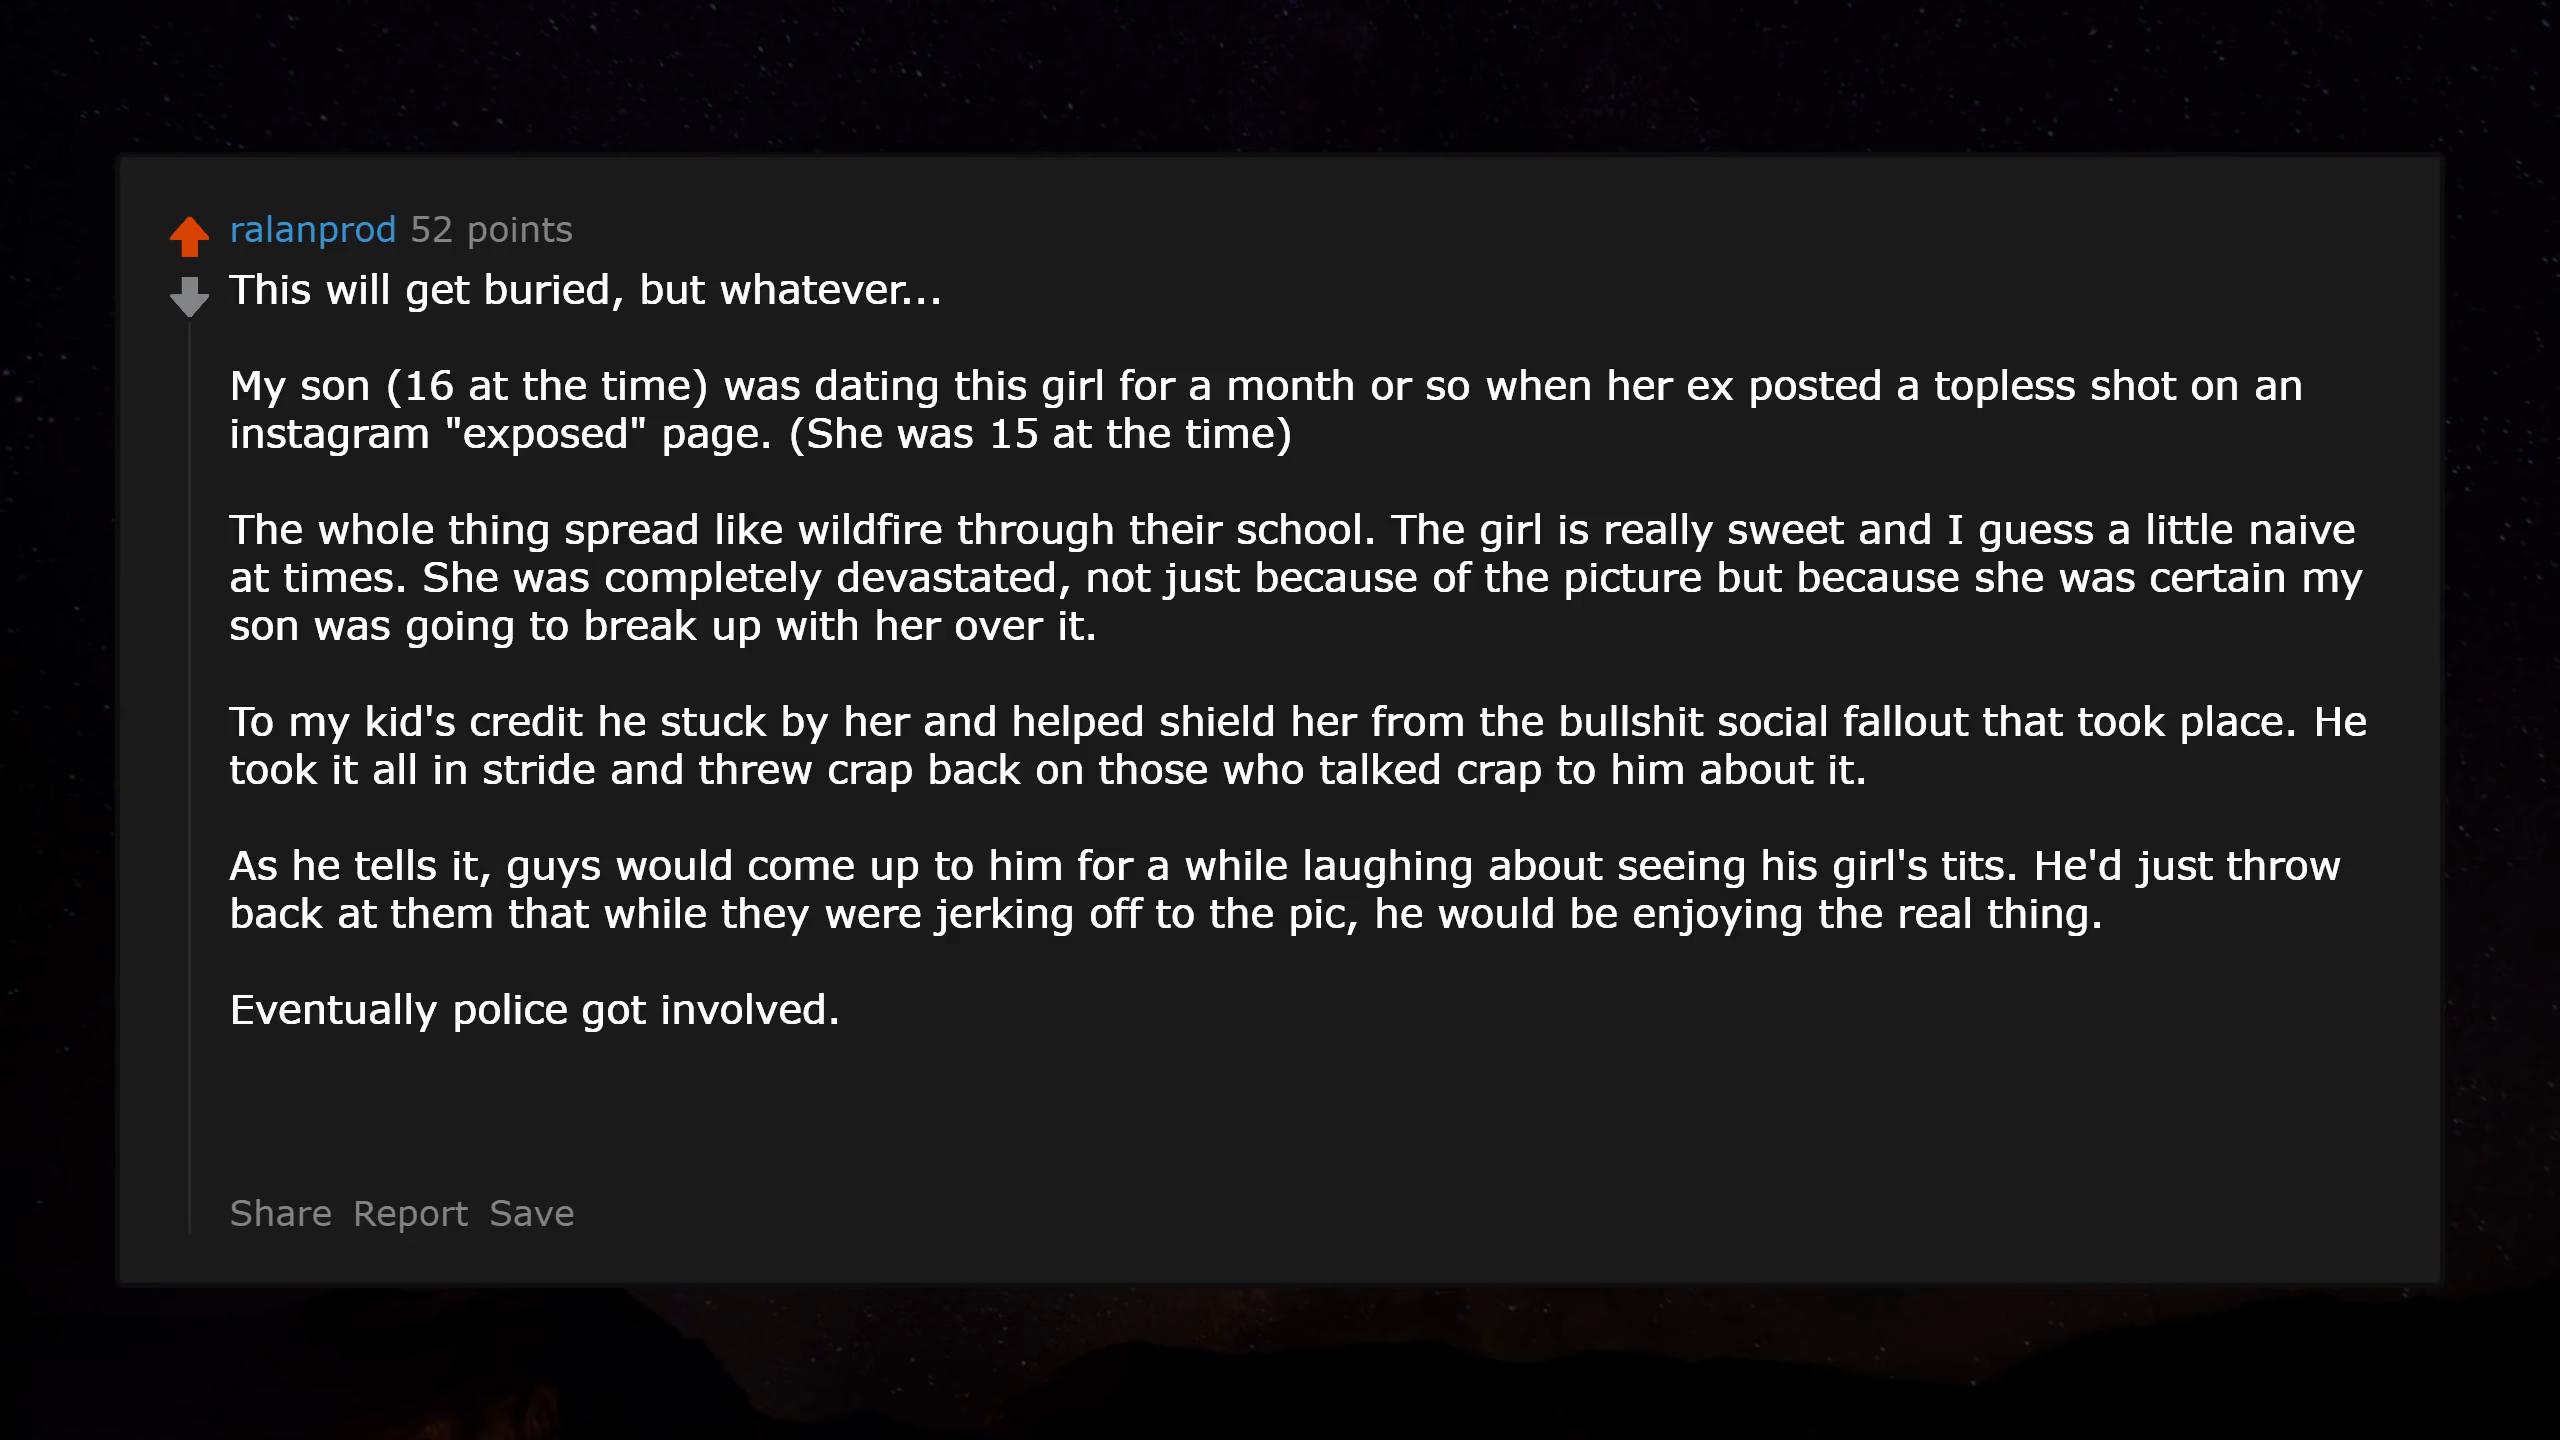 ralanprod 52 points
This will get buried, but whatever...
My son (16 at the time) was dating this girl for a month or so when her ex posted a topless shot on an
instagram "exposed" page. (She was 15 at the time)
The whole thing spread like wildfire through their school. The girl is really sweet and I guess a little naive
at times. She was completely devastated, not just because of the picture but because she was certain my
son was going to break up with her over it.
To my kid's credit he stuck by her and helped shield her from the bullshit social fallout that took place. He
took it all in stride and threw crap back on those who talked crap to him about it.
As he tells it, guys would come up to him for a while laughing about seeing his girl's tits. He'd just throw
back at them that while they were jerking off to the pic, he would be enjoying the real thing.
Eventually police got involved.
Share Report Save